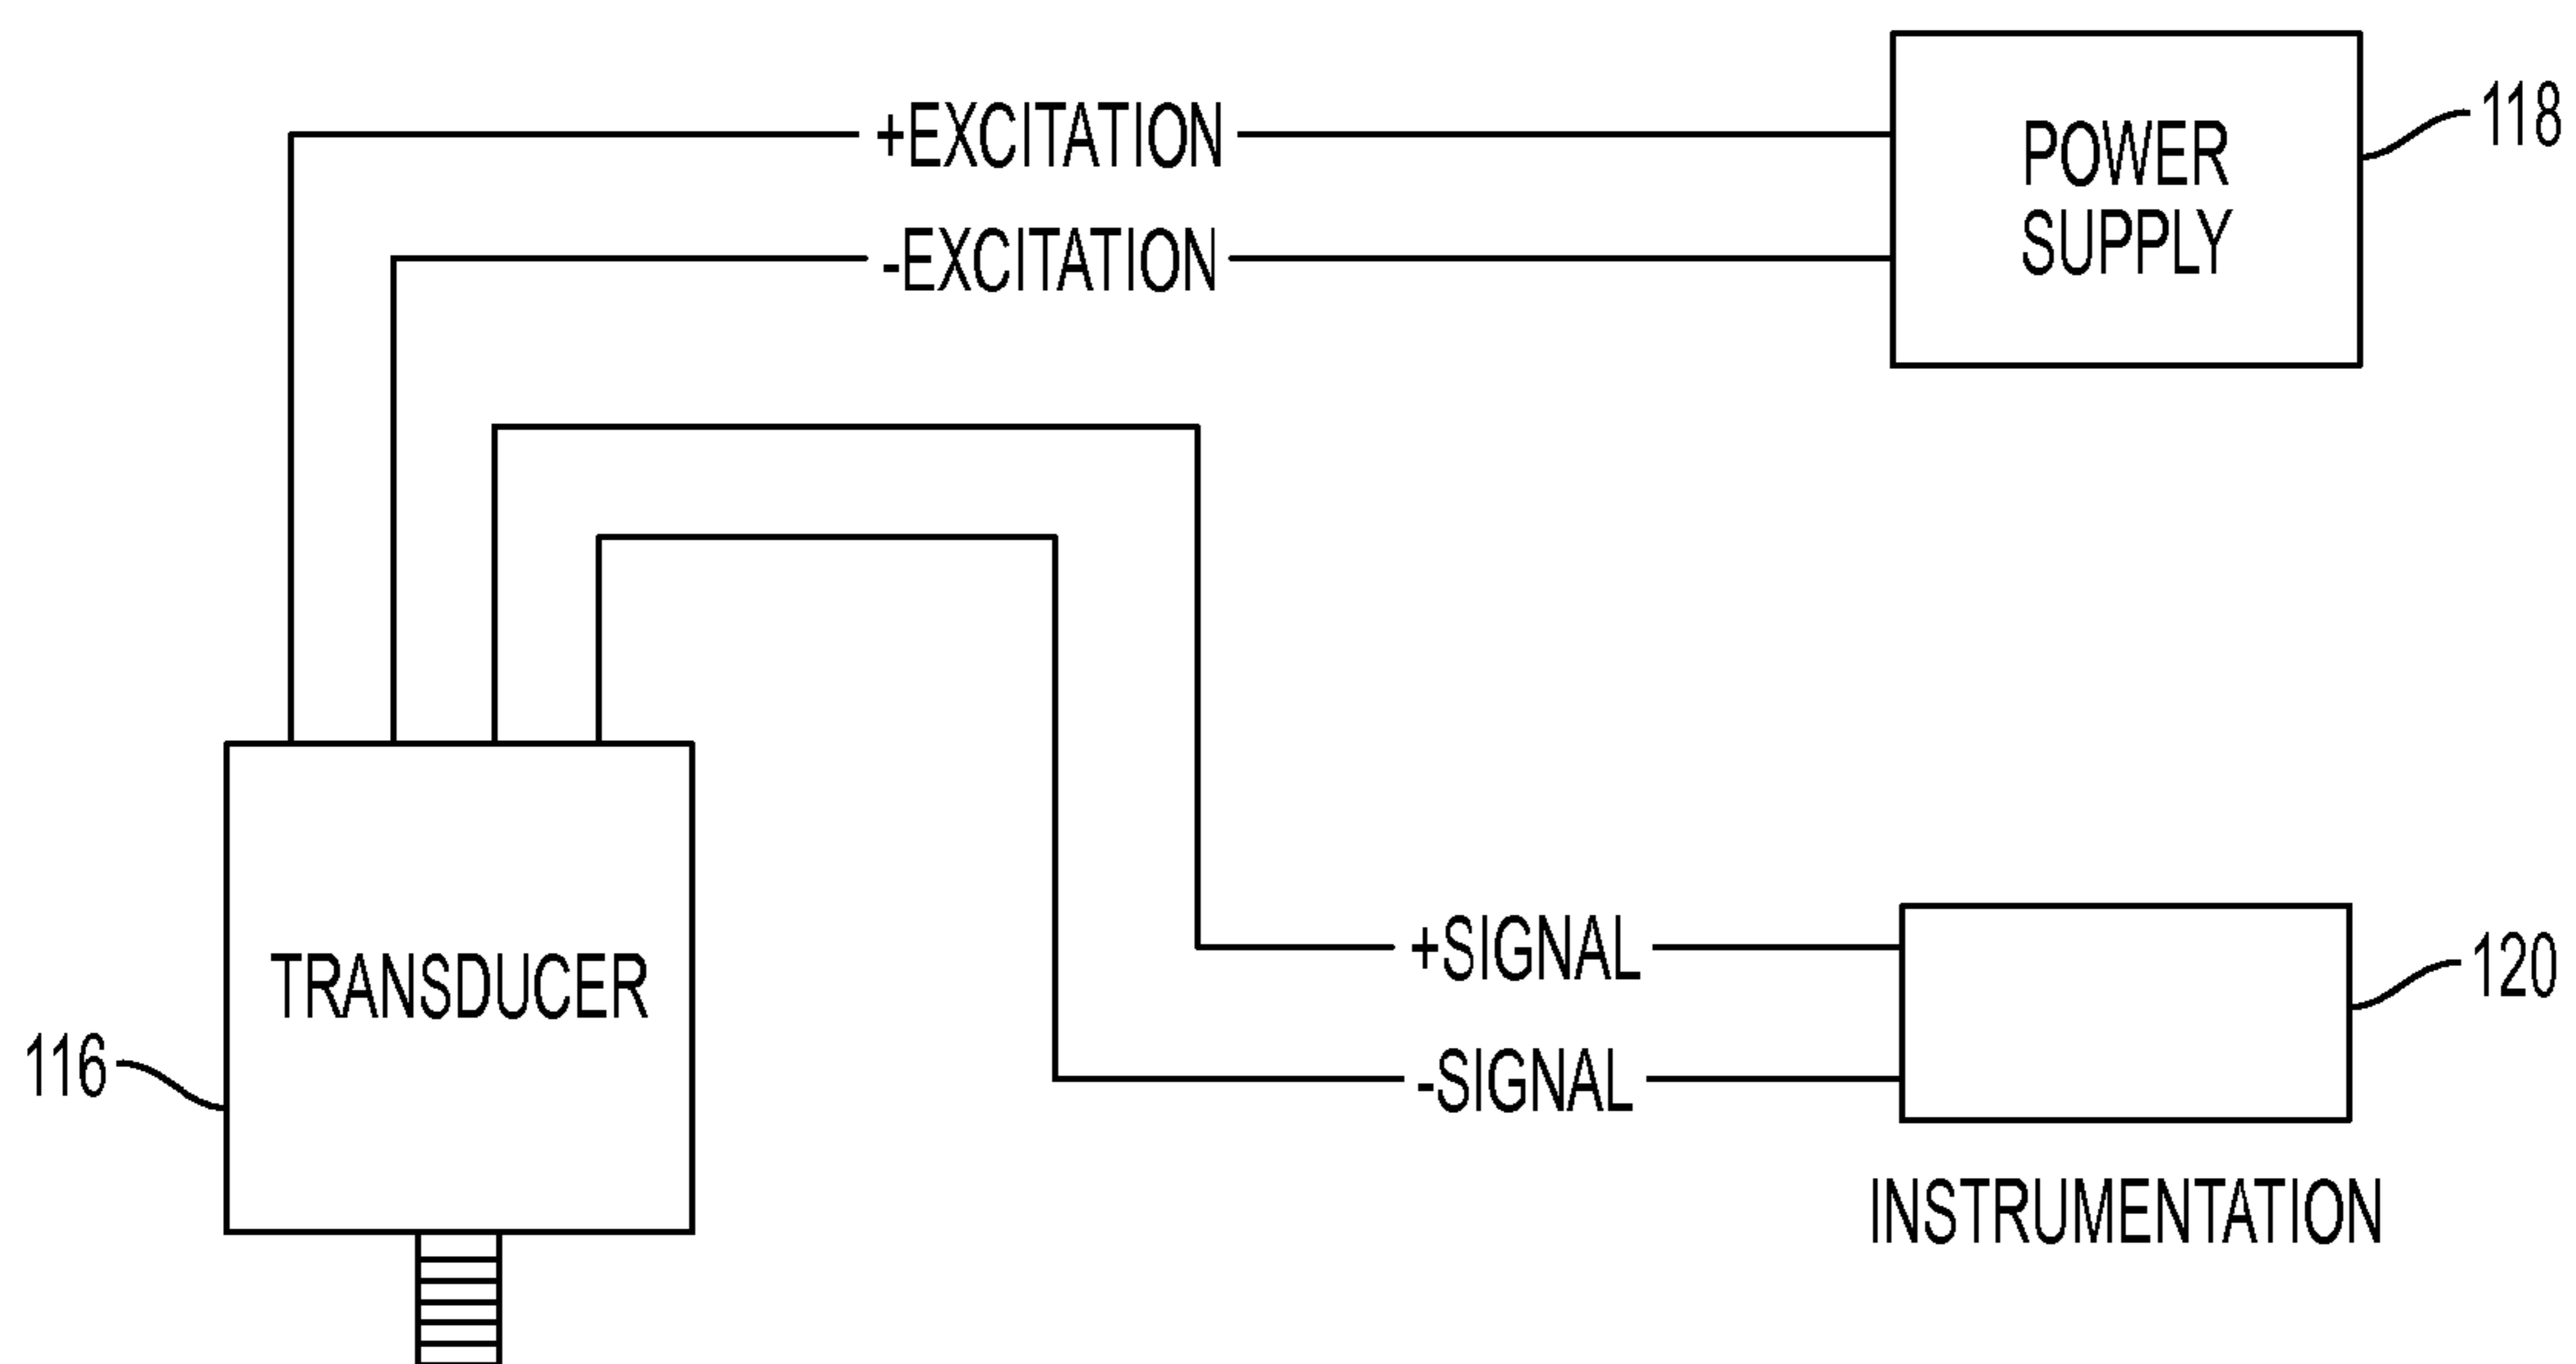 +EXCITATION
-EXCITATION
POWER
SUPPLY
118
TRANSDUCER
116
+SIGNAL
-SIGNAL
120
INSTRUMENTATION